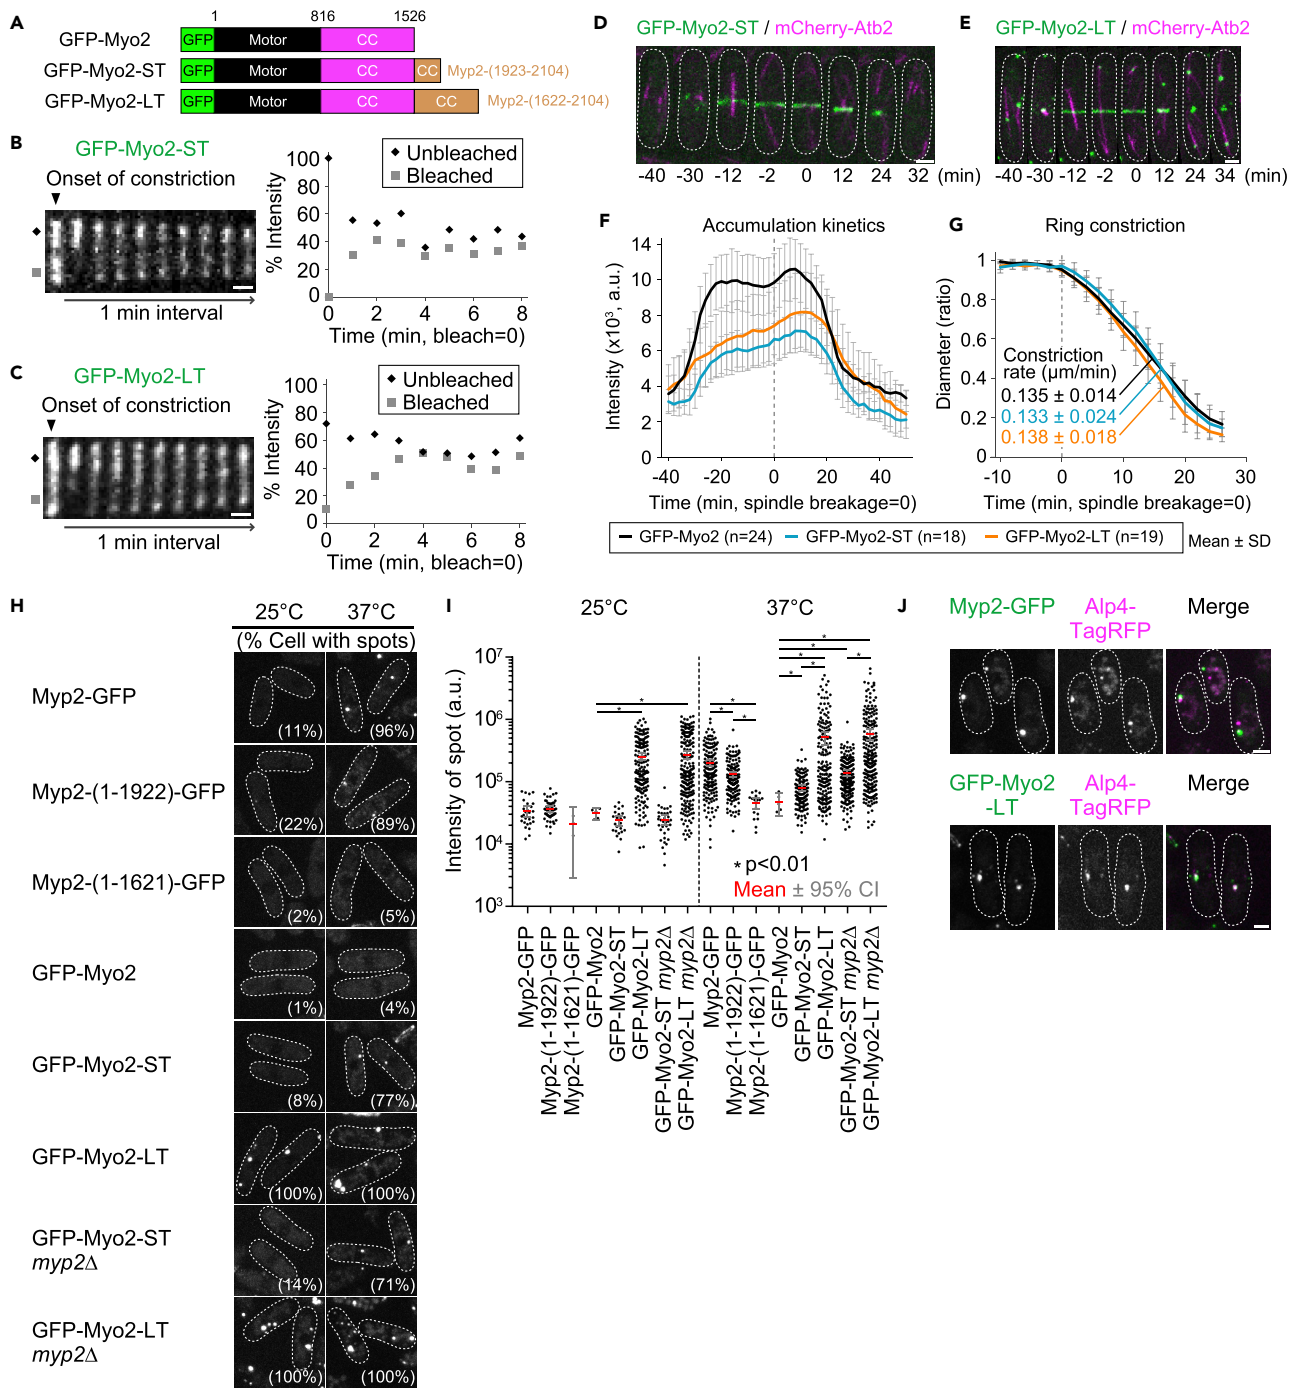 A
1 816 1526
GFP-Myo2
GFP Motor CC
GFP-Myo2-ST
GFP Motor CC CC Myp2-(1923-2104)
GFP-Myo2-LT
GFP Motor CC CC Myp2-(1622-2104)
B
GFP-Myo2-ST
Onset of constriction
1 min interval
% Intensity
100
80
60
40
20
0
Unbleached
Bleached
0 2 4 6 8
Time (min, bleach=0)
C
GFP-Myo2-LT
Onset of constriction
1 min interval
% Intensity
100
80
60
40
20
0
Unbleached
Bleached
0 2 4 6 8
Time (min, bleach=0)
D
GFP-Myo2-ST / mCherry-Atb2
-40 -30 -12 -2 0 12 24 32 (min)
E
GFP-Myo2-LT / mCherry-Atb2
-40 -30 -12 -2 0 12 24 34 (min)
F
Accumulation kinetics
Intensity (x10³, a.u.)
14
12
10
8
6
4
2
0
-40 -20 0 20 40
Time (min, spindle breakage=0)
G
Ring constriction
Diameter (ratio)
1
0.8
0.6
0.4
0.2
0
Constriction
rate (μm/min)
0.135 ± 0.014
0.133 ± 0.024
0.138 ± 0.018
-10 0 10 20 30
Time (min, spindle breakage=0)
GFP-Myo2 (n=24) GFP-Myo2-ST (n=18) GFP-Myo2-LT (n=19) Mean ± SD
H
25°C 37°C
(% Cell with spots)
Myp2-GFP
(11%) (96%)
Myp2-(1-1922)-GFP
(22%) (89%)
Myp2-(1-1621)-GFP
(2%) (5%)
GFP-Myo2
(1%) (4%)
GFP-Myo2-ST
(8%) (77%)
GFP-Myo2-LT
(100%) (100%)
GFP-Myo2-ST
myp2Δ
(14%) (71%)
GFP-Myo2-LT
myp2Δ
(100%) (100%)
I
25°C 37°C
Intensity of spot (a.u.)
10⁷
10⁶
10⁵
10⁴
10³
* * * * * * * * * *
* p<0.01
Mean ± 95% CI
Myp2-GFP
Myp2-(1-1922)-GFP
Myp2-(1-1621)-GFP
GFP-Myo2
GFP-Myo2-ST
GFP-Myo2-LT
GFP-Myo2-ST myp2Δ
GFP-Myo2-LT myp2Δ
Myp2-GFP
Myp2-(1-1922)-GFP
Myp2-(1-1621)-GFP
GFP-Myo2
GFP-Myo2-ST
GFP-Myo2-LT
GFP-Myo2-ST myp2Δ
GFP-Myo2-LT myp2Δ
J
Myp2-GFP Alp4-
TagRFP Merge
GFP-Myo2
-LT Alp4-
TagRFP Merge